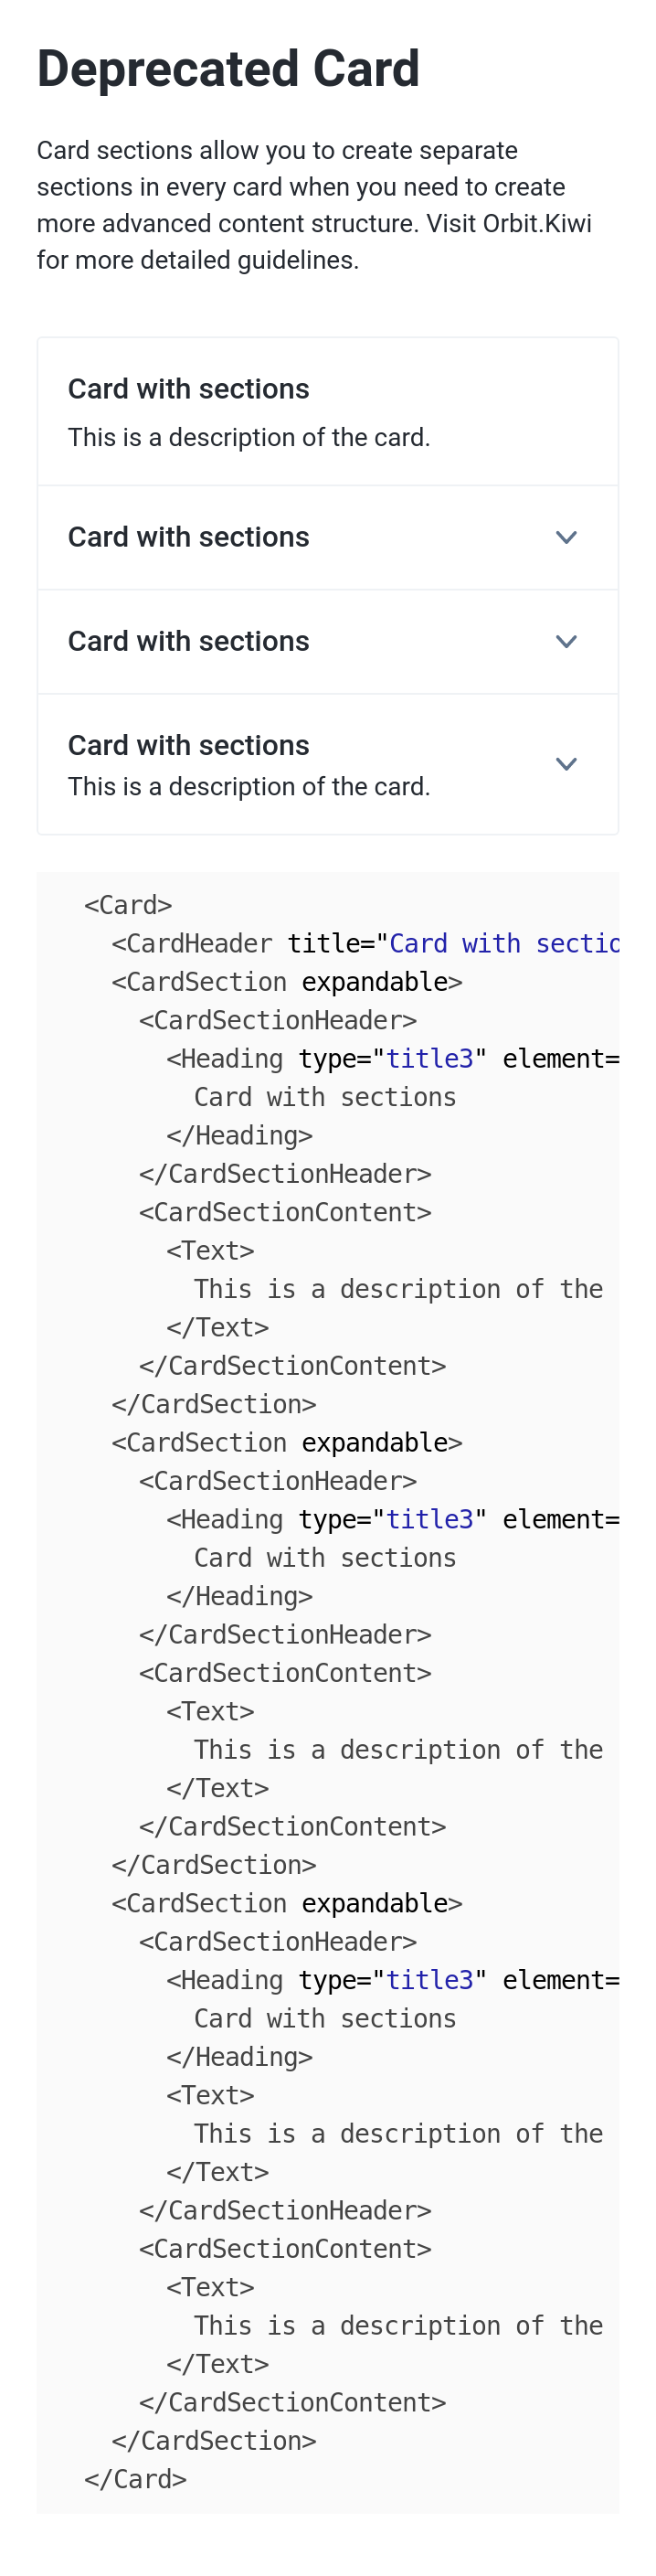 Deprecated Card
Card sections allow you to create separate
sections in every card when you need to create
more advanced content structure. Visit Orbit.Kiwi
for more detailed guidelines.
Card with sections
This is a description of the card.
Card with sections
Card with sections
Card with sections
This is a description of the card.
<Card>
<CardHeader title="Card with sectio
<CardSection expandable>
<CardSectionHeader>
<Heading type="title3" element=
Card with sections
</Heading>
</CardSectionHeader>
<CardSectionContent>
<Text>
This is a description of the
</Text>
</CardSectionContent>
</CardSection>
<CardSection expandable>
<CardSectionHeader>
<Heading type="title3" element=
Card with sections
</Heading>
</CardSectionHeader>
<CardSectionContent>
<Text>
This is a description of the
</Text>
</CardSectionContent>
</CardSection>
<CardSection expandable>
<CardSectionHeader>
<Heading type="title3" element=
Card with sections
</Heading>
<Text>
This is a description of the
</Text>
</CardSectionHeader>
<CardSectionContent>
<Text>
This is a description of the
</Text>
</CardSectionContent>
</CardSection>
</Card>